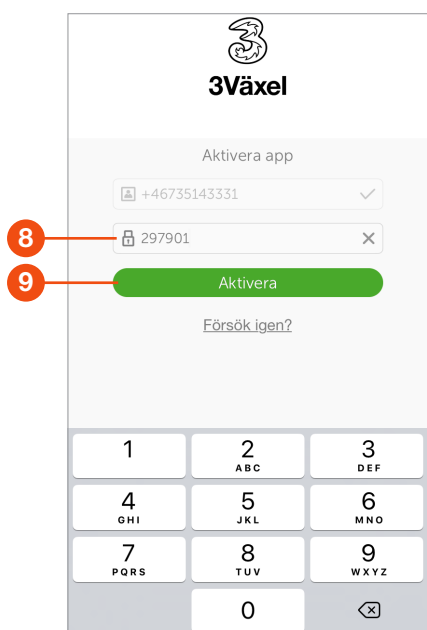 3
3Växel
Aktivera app
+46735143331
8
297901
9
Aktivera
Försök igen?
1
2
3
ABC
DEF
4
5
6
GHI
JKL
MNO
7
8
9
PQRS
TUV
WXYZ
0